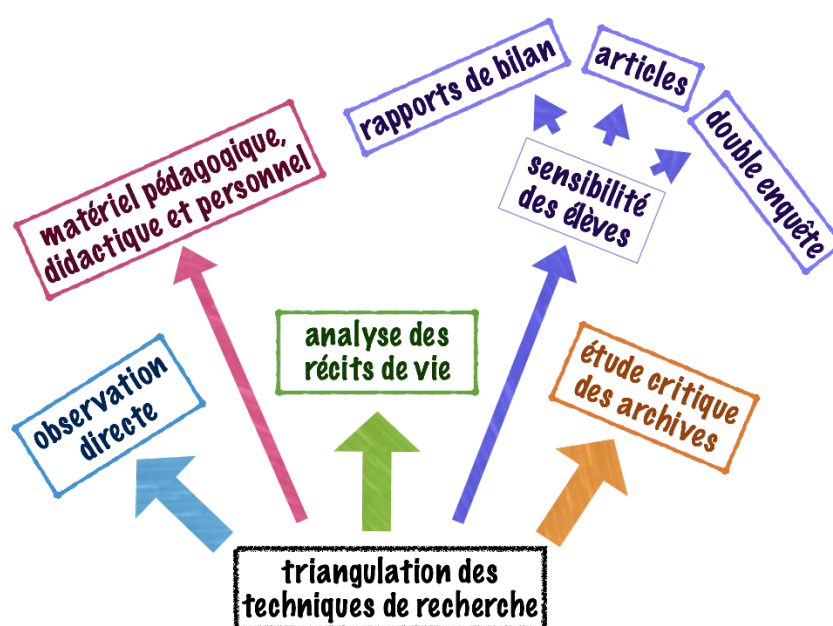 rapports de bilan
articles
double enquête
sensibilité
des élèves
matériel pédagogique,
didactique et personnel
analyse des
récits de vie
étude critique
des archives
observation
directe
triangulation des
techniques de recherche